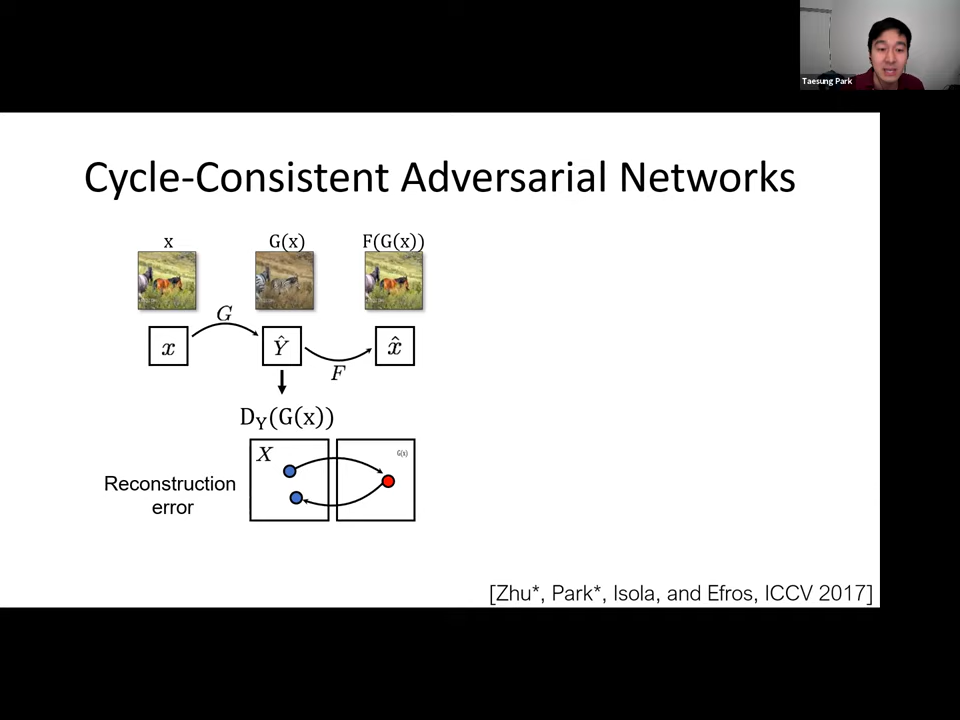 Taesung Park
Cycle-Consistent Adversarial Networks
x G(x) F(G(x))
G
x Ŷ x̂
F
D_Y(G(x))
X G(x)
Reconstruction
error
[Zhu*, Park*, Isola, and Efros, ICCV 2017]